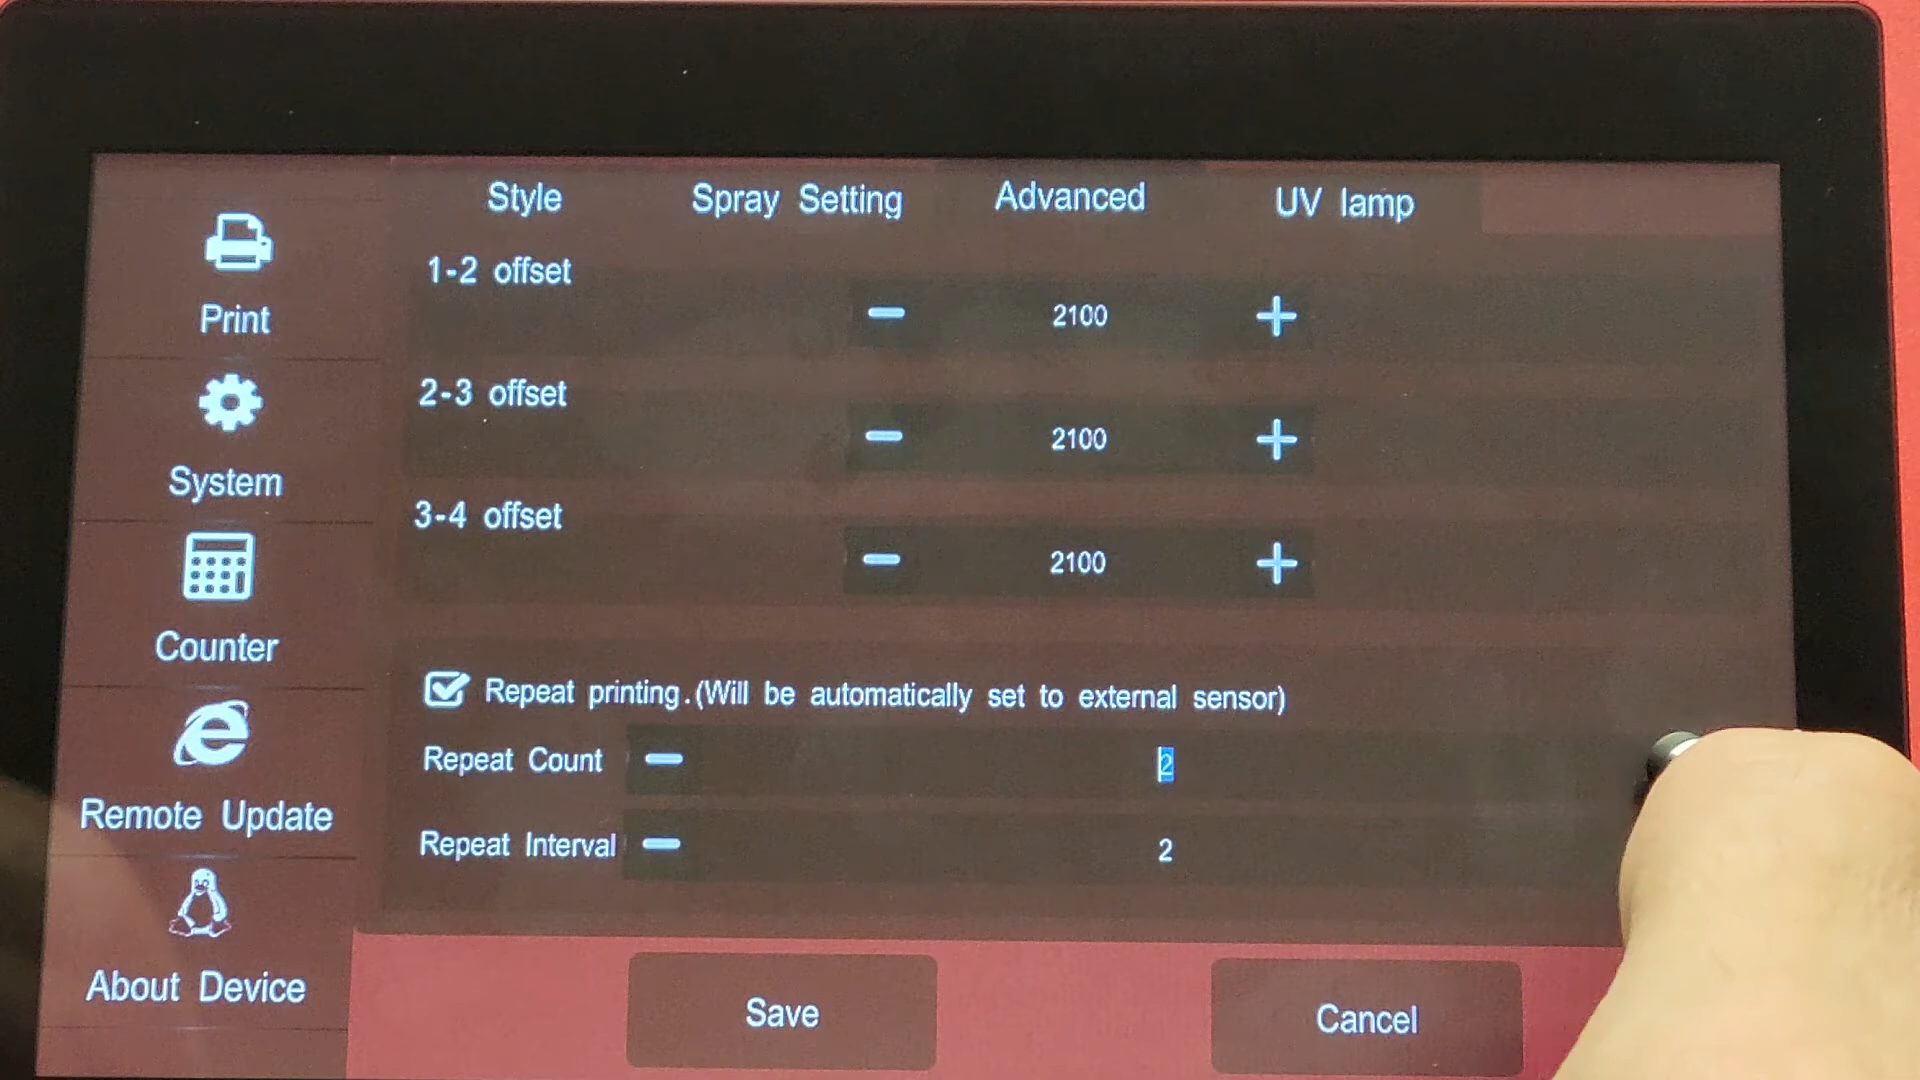 Style Spray Setting Advanced UV lamp
Print
System
Counter
Remote Update
About Device
1-2 offset
2100
2-3 offset
2100
3-4 offset
2100
Repeat printing.(Will be automatically set to external sensor)
Repeat Count 2
Repeat Interval 2
Save Cancel